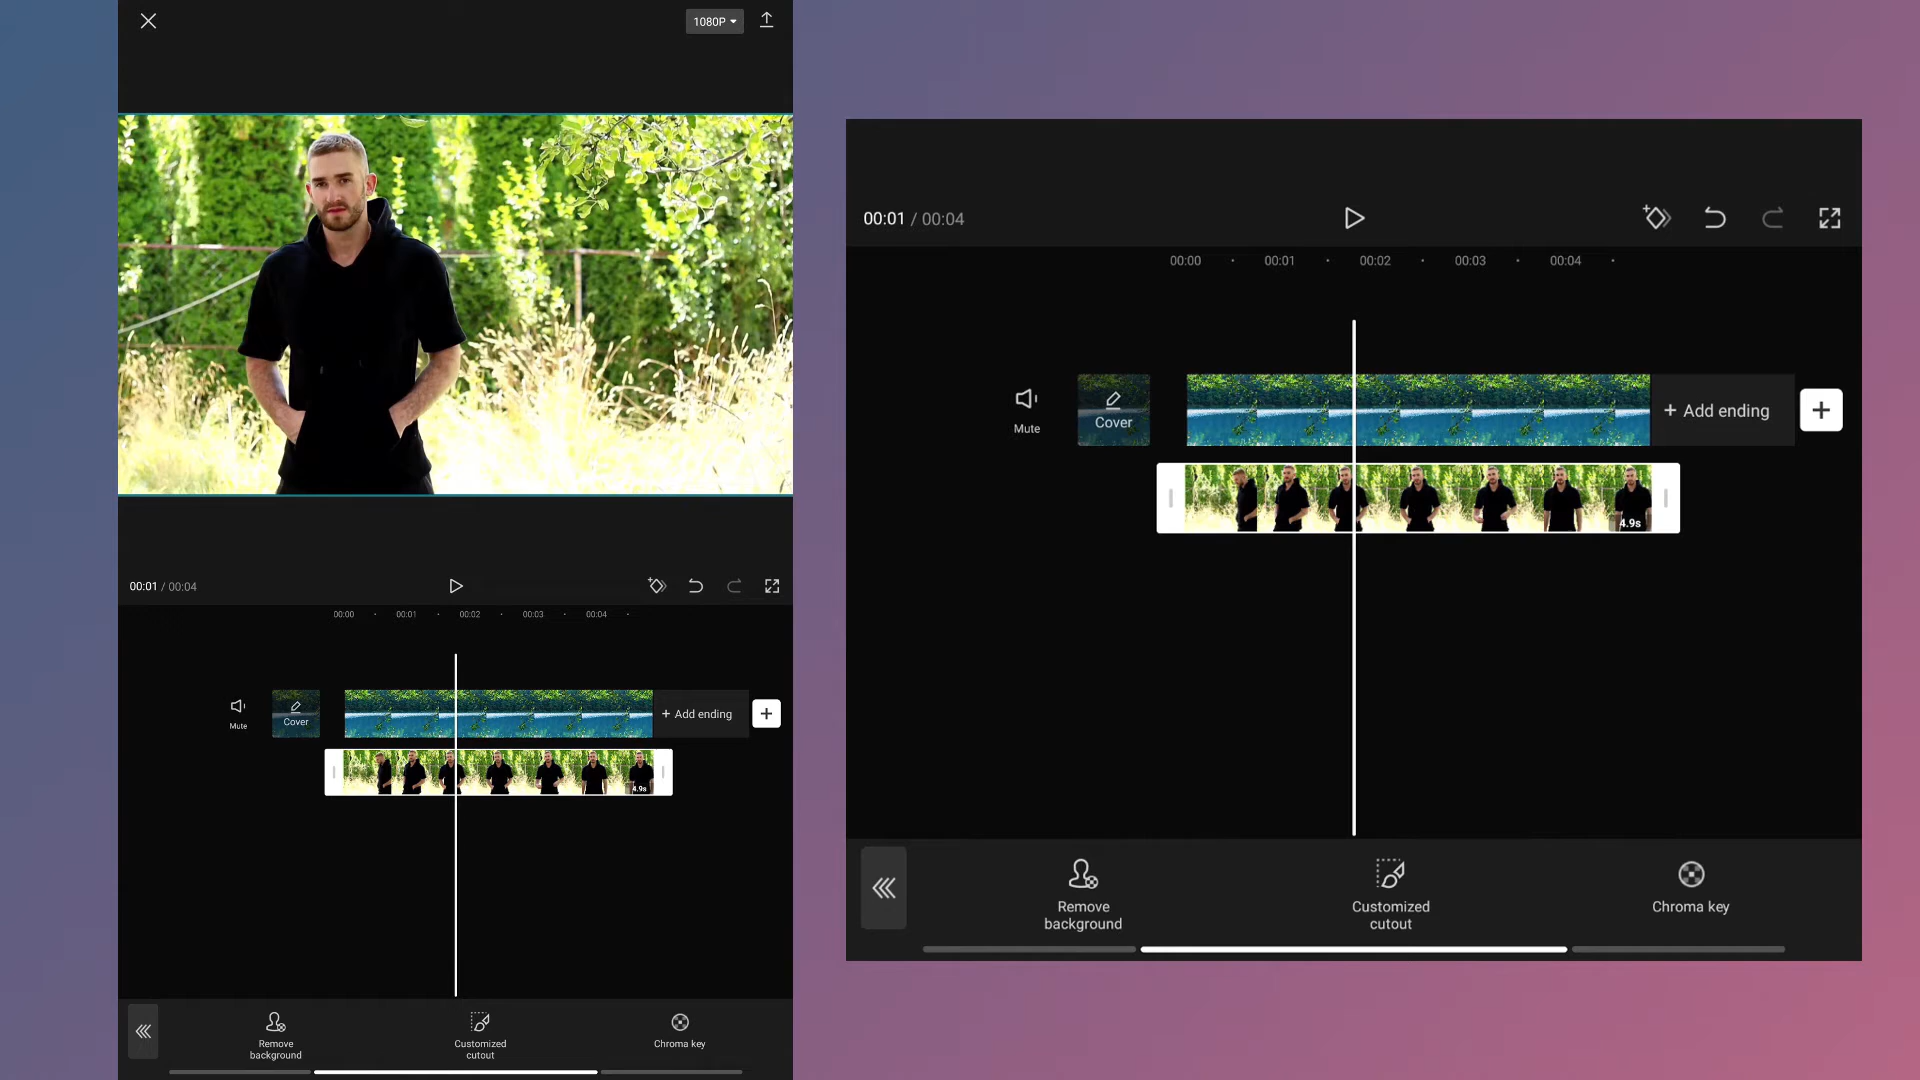 1080P
00:01 / 00:04
00:00 00:01 00:02 00:03 00:04
Mute
Cover
+ Add ending
4.9s
Remove
background
Customized
cutout
Chroma key
00:01 / 00:04
00:00 00:01 00:02 00:03 00:04
Mute
Cover
+ Add ending
4.9s
Remove
background
Customized
cutout
Chroma key